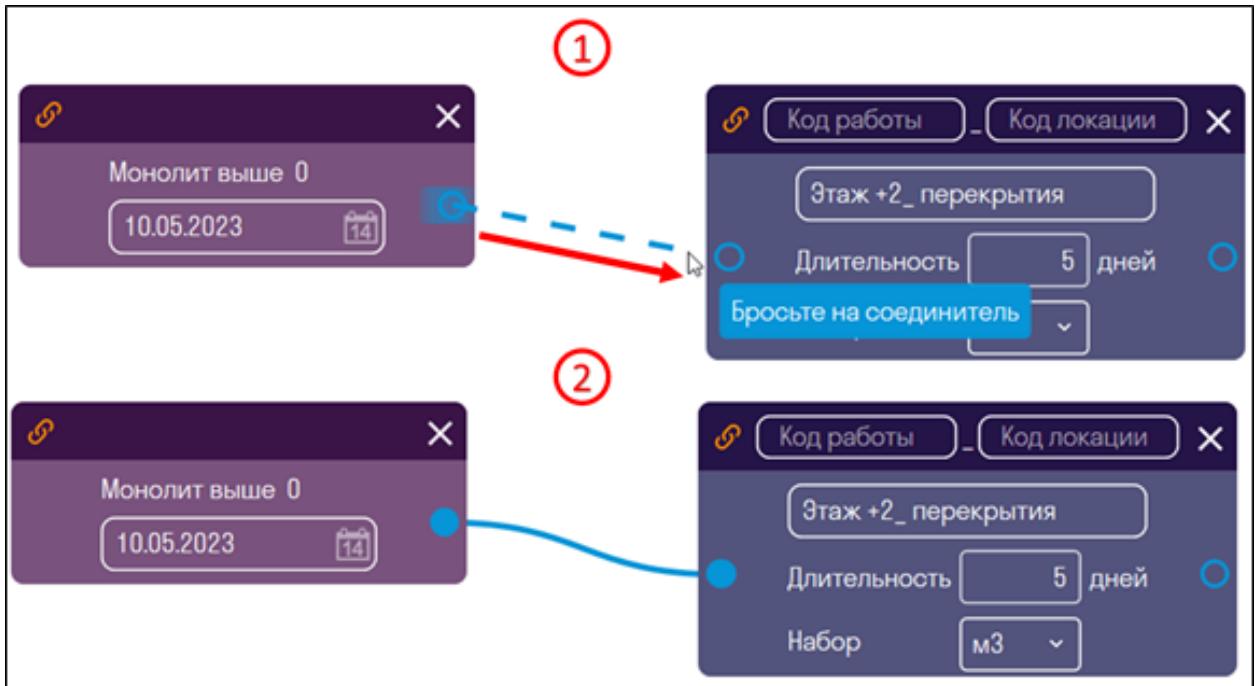 1
Код работы _ Код локации
Монолит выше 0
10.05.2023
14
Этаж +2_ перекрытия
Длительность 5 дней
Бросьте на соединитель
2
Код работы _ Код локации
Монолит выше 0
10.05.2023
14
Этаж +2_ перекрытия
Длительность 5 дней
Набор м3